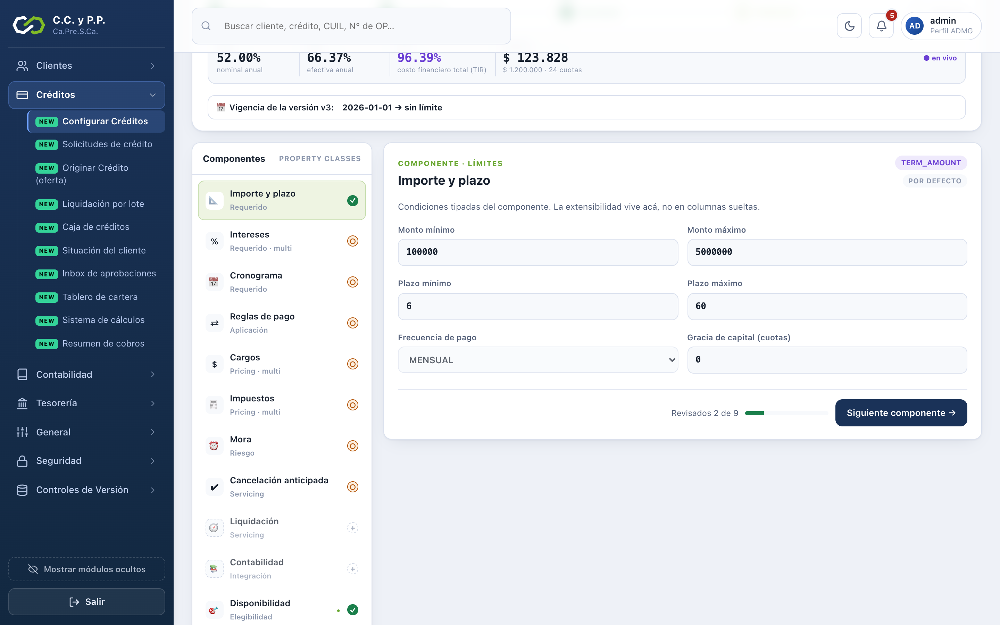 C.C. y P.P.
Ca.Pre.S.Ca.
Clientes
Créditos
NEW Configurar Créditos
NEW Solicitudes de crédito
NEW Originar Crédito
(oferta)
NEW Liquidación por lote
NEW Caja de créditos
NEW Situación del cliente
NEW Inbox de aprobaciones
NEW Tablero de cartera
NEW Sistema de cálculos
NEW Resumen de cobros
Contabilidad
Tesorería
General
Seguridad
Controles de Versión
Mostrar módulos ocultos
Salir
Buscar cliente, crédito, CUIL, N° de OP...
5
AD
admin
Perfil ADMG
52.00%
nominal anual
66.37%
efectiva anual
96.39%
costo financiero total (TIR)
$ 123.828
$ 1.200.000 · 24 cuotas
en vivo
17 Vigencia de la versión v3: 2026-01-01 → sin límite
Componentes PROPERTY CLASSES
Importe y plazo
Requerido
% Intereses
Requerido · multi
17 Cronograma
Requerido
Reglas de pago
Aplicación
$ Cargos
Pricing · multi
Impuestos
Pricing · multi
Mora
Riesgo
Cancelación anticipada
Servicing
Liquidación
Servicing
Contabilidad
Integración
Disponibilidad
Elegibilidad
COMPONENTE · LÍMITES
TERM_AMOUNT
Importe y plazo
POR DEFECTO
Condiciones tipadas del componente. La extensibilidad vive acá, no en columnas sueltas.
Monto mínimo
100000
Monto máximo
5000000
Plazo mínimo
6
Plazo máximo
60
Frecuencia de pago
MENSUAL
Gracia de capital (cuotas)
0
Revisados 2 de 9
Siguiente componente →